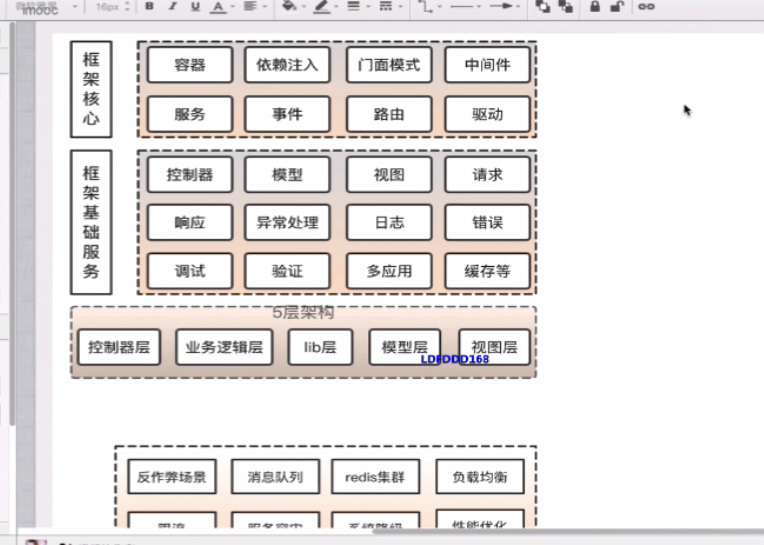 imooc
16px
B I U A
框架核心
容器 依赖注入 门面模式 中间件
服务 事件 路由 驱动
框架基础服务
控制器 模型 视图 请求
响应 异常处理 日志 错误
调试 验证 多应用 缓存等
5层架构
控制器层 业务逻辑层 lib层 模型层 视图层
LDFDDD168
反作弊场景 消息队列 redis集群 负载均衡
性能优化